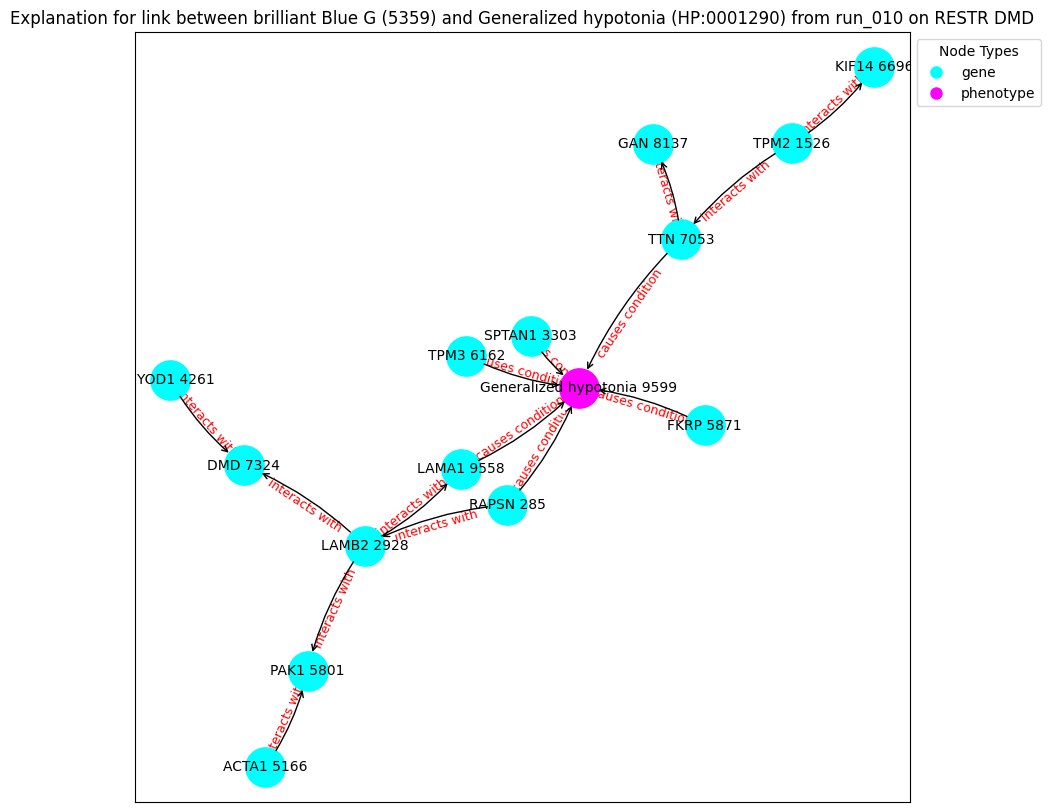 Explanation for link between brilliant Blue G (5359) and Generalized hypotonia (HP:0001290) from run_010 on RESTR DMD
Node Types
gene
phenotype
KIF14 6696
interacts with
GAN 8137
TPM2 1526
interacts with
interacts with
TTN 7053
causes condition
SPTAN1 3303
TPM3 6162
causes condition
YOD1 4261
Generalized hypotonia 9599
causes condition
interacts with
causes condition
FKRP 5871
DMD 7324
LAMA1 9558
causes condition
interacts with
interacts with
RAPSN 285
interacts with
LAMB2 2928
interacts with
PAK1 5801
interacts with
ACTA1 5166